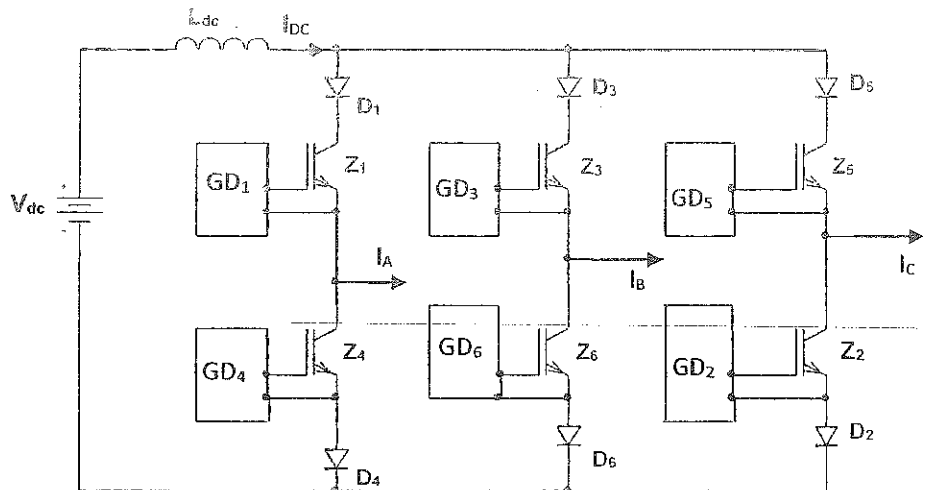 Ldc IDC
D1 D3 D5
Z1 Z3 Z5
GD1 GD3 GD5
Vdc
IA IB IC
Z4 Z6 Z2
GD4 GD6 GD2
D4 D6 D2